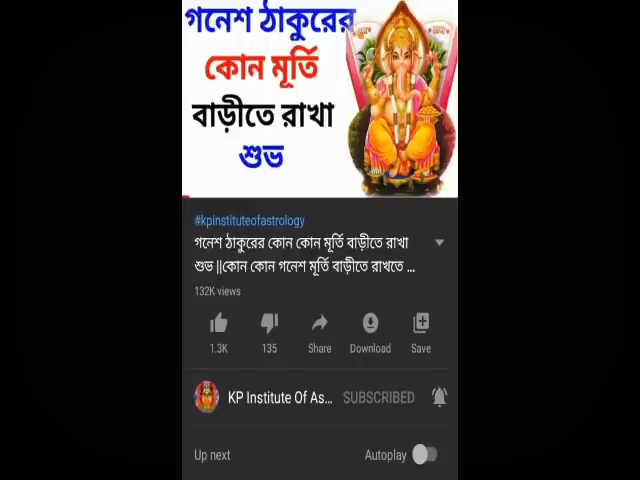 গনেশ ঠাকুরের
কোন মূর্তি
বাড়ীতে রাখা
শুভ
#kpinstituteofastrology
গনেশ ঠাকুরের কোন কোন মূর্তি বাড়ীতে রাখা
শুভ ||কোন কোন গনেশ মূর্তি বাড়ীতে রাখতে ...
132K views
1.3K 135 Share Download Save
KP Institute Of As... SUBSCRIBED
Up next Autoplay